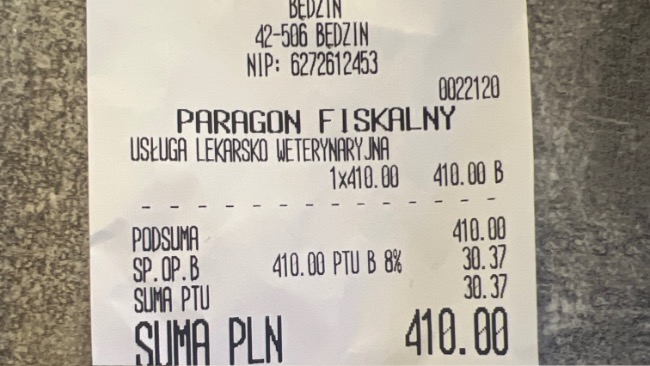 BĘDZIN
42-506 BĘDZIN
NIP: 6272612453
0022120
PARAGON FISKALNY
USŁUGA LEKARSKO WETERYNARYJNA
1x410.00 410.00 B
- - - - - - - - - - - - - -
PODSUMA 410.00
SP.OP.B 410.00 PTU B 8% 30.37
SUMA PTU 30.37
SUMA PLN 410.00